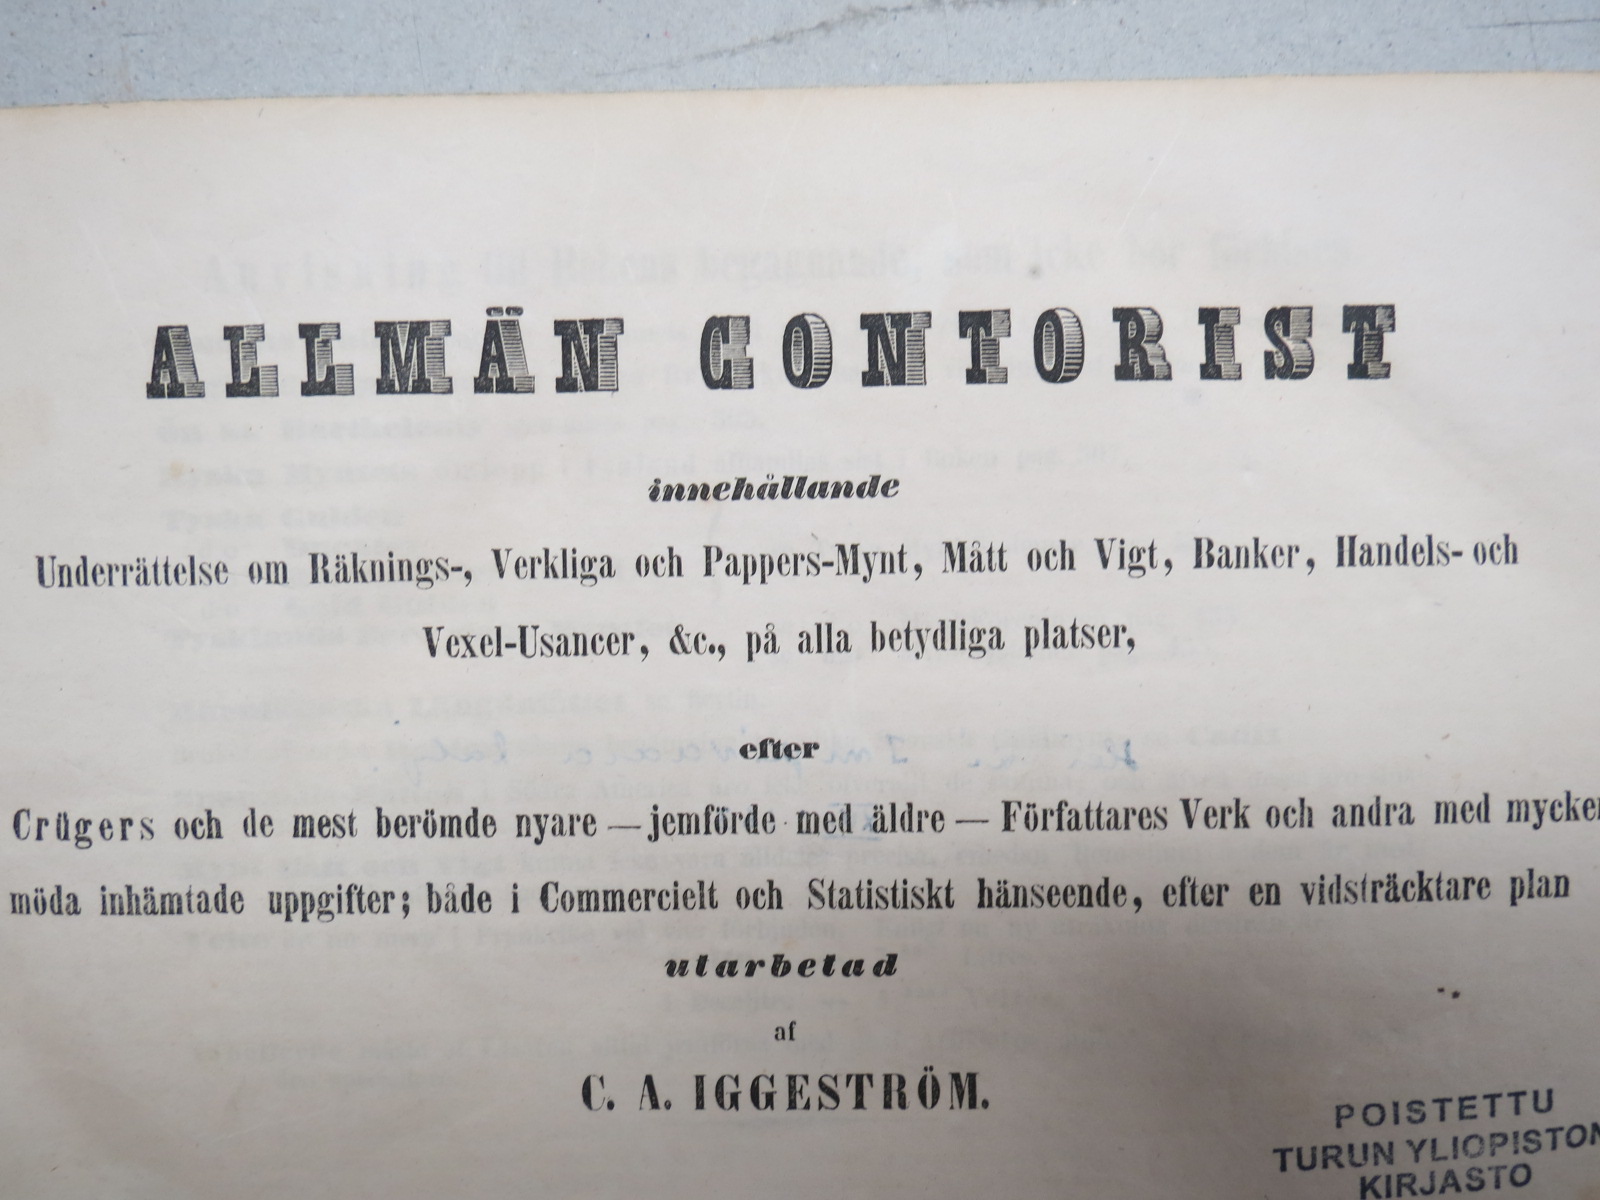 ALLMÄN CONTORIST
innehållande
Underrättelse om Räknings-, Verkliga och Pappers-Mynt, Mått och Vigt, Banker, Handels- och
Vexel-Usancer, &c., på alla betydliga platser,
efter
Crügers och de mest berömde nyare — jemförde med äldre — Författares Verk och andra med mycken
möda inhämtade uppgifter; både i Commercielt och Statistiskt hänseende, efter en vidsträcktare plan
utarbetad
af
C. A. IGGESTRÖM.
POISTETTU
TURUN YLIOPISTON
KIRJASTO